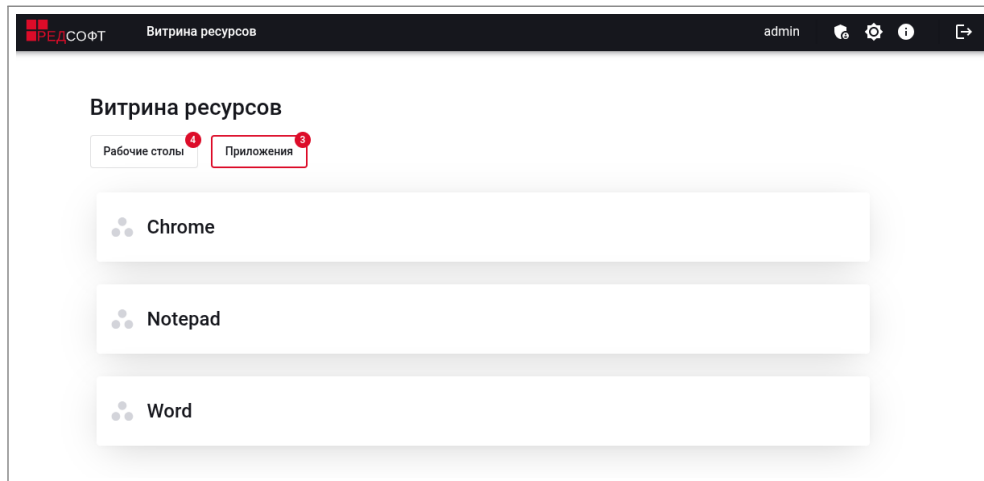 РЕДСОФТ Витрина ресурсов admin
Витрина ресурсов
Рабочие столы 4 Приложения 3
Chrome
Notepad
Word